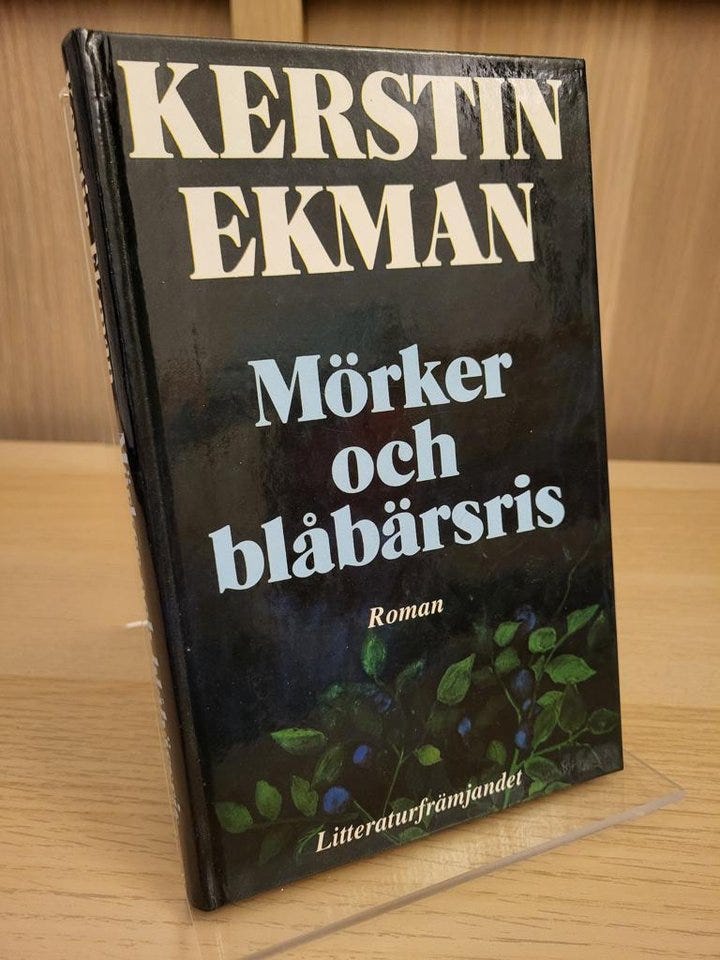 KERSTIN
EKMAN
Mörker
och
blåbärsris
Roman
Litteraturfrämjandet